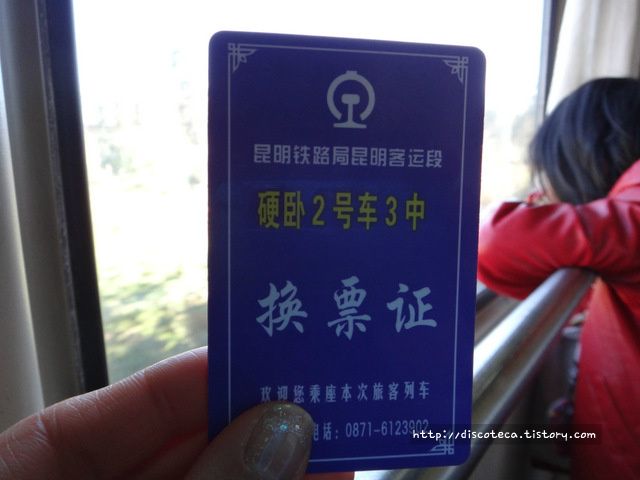 昆明铁路局昆明客运段
硬卧2号车3中
换票证
欢迎您乘座本次旅客列车
电话：0871-6123902
http://discoteca.tistory.com